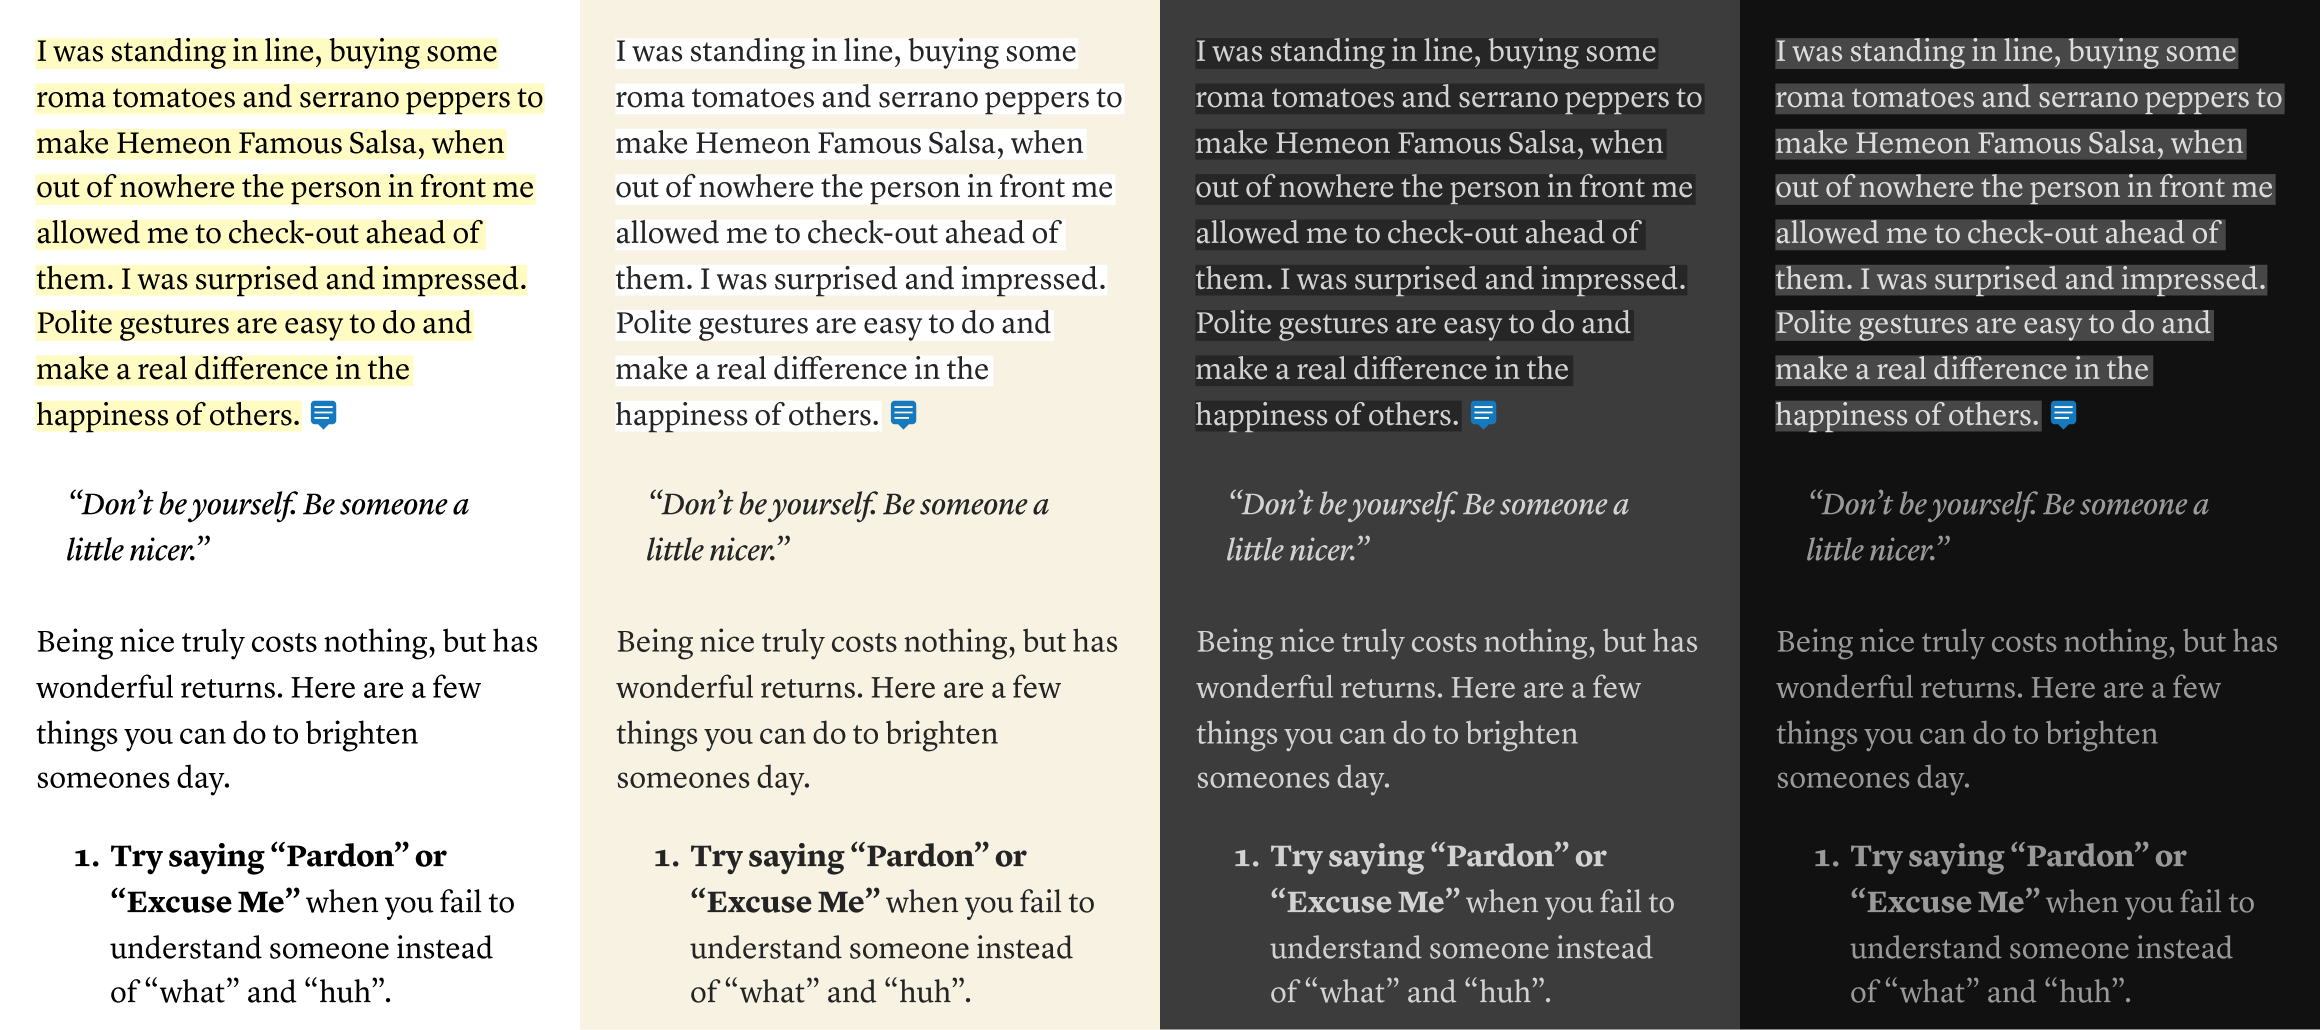 I was standing in line, buying some
roma tomatoes and serrano peppers to
make Hemeon Famous Salsa, when
out of nowhere the person in front me
allowed me to check-out ahead of
them. I was surprised and impressed.
Polite gestures are easy to do and
make a real difference in the
happiness of others.
“Don’t be yourself. Be someone a
little nicer.”
Being nice truly costs nothing, but has
wonderful returns. Here are a few
things you can do to brighten
someones day.
1. Try saying “Pardon” or
“Excuse Me” when you fail to
understand someone instead
of “what” and “huh”.
I was standing in line, buying some
roma tomatoes and serrano peppers to
make Hemeon Famous Salsa, when
out of nowhere the person in front me
allowed me to check-out ahead of
them. I was surprised and impressed.
Polite gestures are easy to do and
make a real difference in the
happiness of others.
“Don’t be yourself. Be someone a
little nicer.”
Being nice truly costs nothing, but has
wonderful returns. Here are a few
things you can do to brighten
someones day.
1. Try saying “Pardon” or
“Excuse Me” when you fail to
understand someone instead
of “what” and “huh”.
I was standing in line, buying some
roma tomatoes and serrano peppers to
make Hemeon Famous Salsa, when
out of nowhere the person in front me
allowed me to check-out ahead of
them. I was surprised and impressed.
Polite gestures are easy to do and
make a real difference in the
happiness of others.
“Don’t be yourself. Be someone a
little nicer.”
Being nice truly costs nothing, but has
wonderful returns. Here are a few
things you can do to brighten
someones day.
1. Try saying “Pardon” or
“Excuse Me” when you fail to
understand someone instead
of “what” and “huh”.
I was standing in line, buying some
roma tomatoes and serrano peppers to
make Hemeon Famous Salsa, when
out of nowhere the person in front me
allowed me to check-out ahead of
them. I was surprised and impressed.
Polite gestures are easy to do and
make a real difference in the
happiness of others.
“Don’t be yourself. Be someone a
little nicer.”
Being nice truly costs nothing, but has
wonderful returns. Here are a few
things you can do to brighten
someones day.
1. Try saying “Pardon” or
“Excuse Me” when you fail to
understand someone instead
of “what” and “huh”.